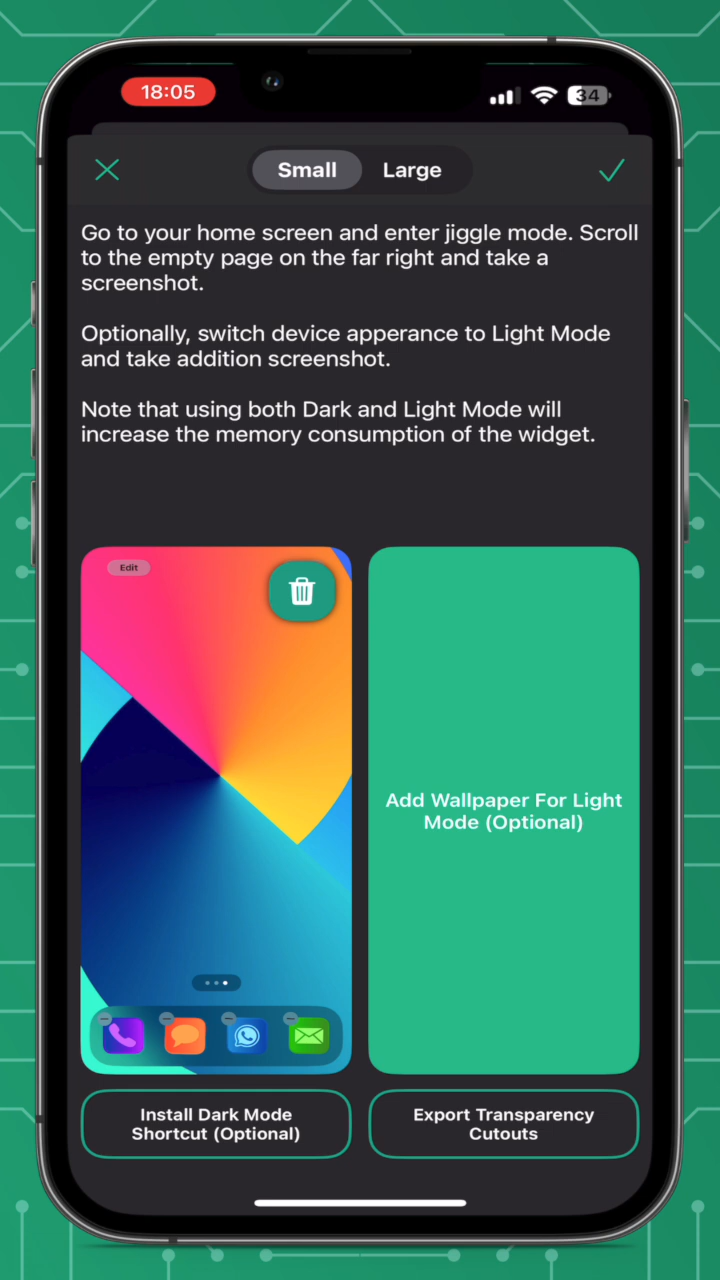 18:05
34
Small
Large
Go to your home screen and enter jiggle mode. Scroll
to the empty page on the far right and take a
screenshot.
Optionally, switch device apperance to Light Mode
and take addition screenshot.
Note that using both Dark and Light Mode will
increase the memory consumption of the widget.
Edit
Add Wallpaper For Light
Mode (Optional)
Install Dark Mode
Shortcut (Optional)
Export Transparency
Cutouts